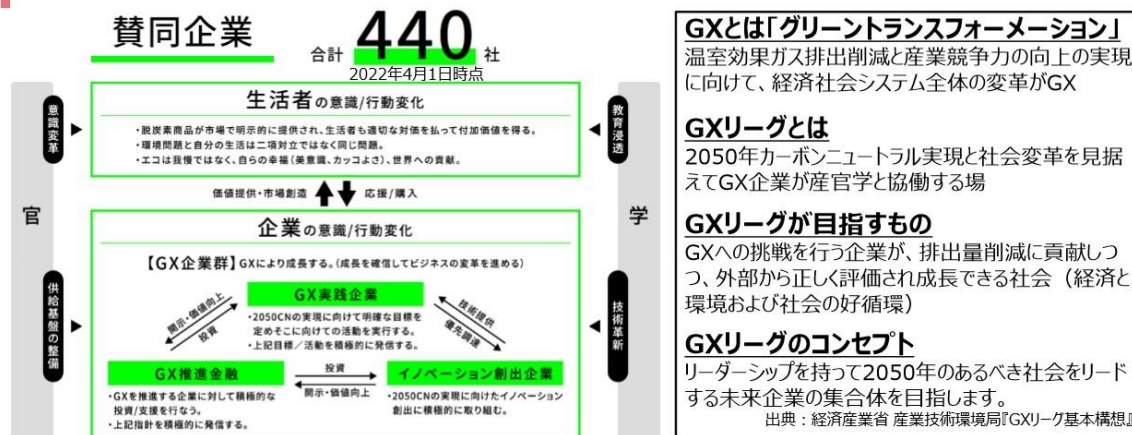 賛同企業
合計 440 社
2022年4月1日時点
官
意識変革
供給基盤の整備
生活者の意識/行動変化
・脱炭素商品が市場で明示的に提供され、生活者も適切な対価を払って付加価値を得る。
・環境問題と自分の生活は二項対立ではなく同じ問題。
・エコは我慢ではなく、自らの幸福(美意識、カッコよさ)、世界への貢献。
価値提供・市場創造
応援/購入
企業の意識/行動変化
【GX企業群】GXにより成長する。(成長を確信してビジネスの変革を進める)
GX実践企業
・2050CNの実現に向けて明確な目標を
定めそこに向けての活動を実行する。
・上記目標/活動を積極的に発信する。
開示・価値向上
投資
技術提供
優先調達
GX推進金融
・GXを推進する企業に対して積極的な
投資/支援を行なう。
・上記指針を積極的に発信する。
投資
開示・価値向上
イノベーション創出企業
・2050CNの実現に向けたイノベーション
創出に積極的に取り組む。
学
教育浸透
技術革新
GXとは「グリーントランスフォーメーション」
温室効果ガス排出削減と産業競争力の向上の実現
に向けて、経済社会システム全体の変革がGX
GXリーグとは
2050年カーボンニュートラル実現と社会変革を見据
えてGX企業が産官学と協働する場
GXリーグが目指すもの
GXへの挑戦を行う企業が、排出量削減に貢献しつ
つ、外部から正しく評価され成長できる社会(経済と
環境および社会の好循環)
GXリーグのコンセプト
リーダーシップを持って2050年のあるべき社会をリード
する未来企業の集合体を目指します。
出典:経済産業省 産業技術環境局『GXリーグ基本構想』